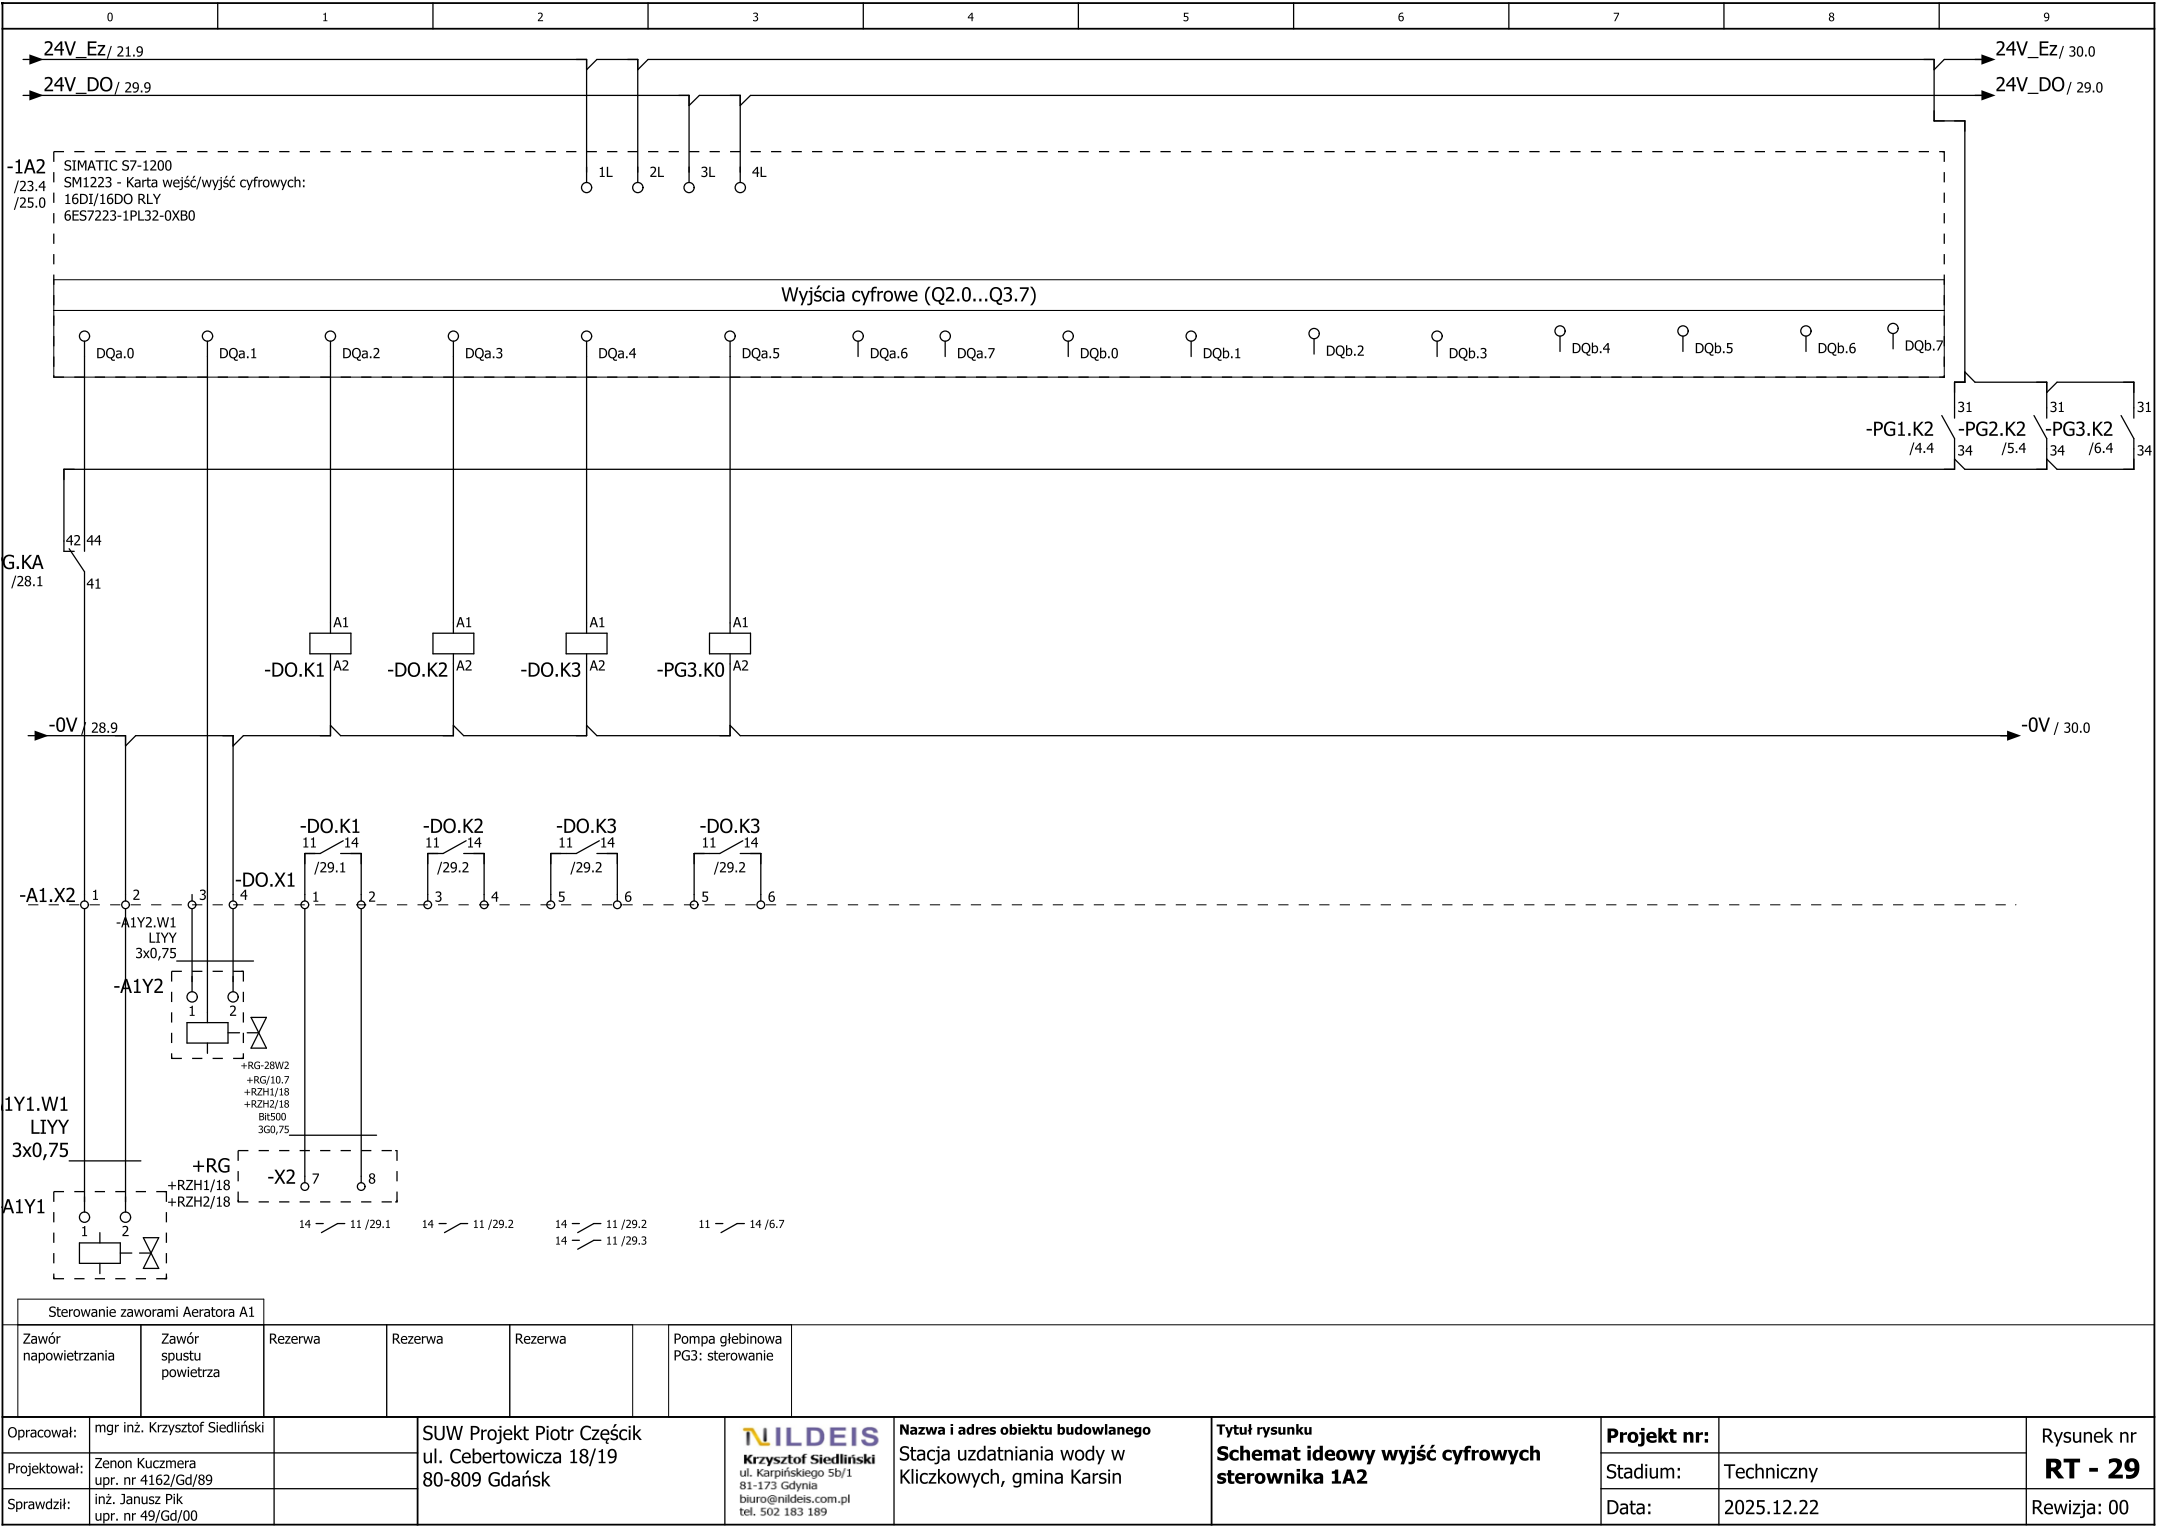 0 1 2 3 4 5 6 7 8 9
24V_Ez/ 21.9
24V_Ez/ 30.0
24V_DO/ 29.9
24V_DO/ 29.0
-1A2
/23.4
/25.0
SIMATIC S7-1200
SM1223 - Karta wejść/wyjść cyfrowych:
16DI/16DO RLY
6ES7223-1PL32-0XB0
1L 2L 3L 4L
Wyjścia cyfrowe (Q2.0...Q3.7)
DQa.0 DQa.1 DQa.2 DQa.3 DQa.4 DQa.5 DQa.6 DQa.7 DQb.0 DQb.1 DQb.2 DQb.3 DQb.4 DQb.5 DQb.6 DQb.7
31 31 31
-PG1.K2 -PG2.K2 -PG3.K2
/4.4 /5.4 /6.4
34 34 34
42 44
G.KA
/28.1
41
A1 A1 A1 A1
-DO.K1 A2 -DO.K2 A2 -DO.K3 A2 -PG3.K0 A2
-0V / 28.9
-0V / 30.0
-DO.K1 -DO.K2 -DO.K3 -DO.K3
11 14 11 14 11 14 11 14
/29.1 /29.2 /29.2 /29.2
-A1.X2 1 2 3 4 -DO.X1 1 2 3 4 5 6 5 6
-A1Y2.W1
LIYY
3x0,75
-A1Y2
1 2
+RG-28W2
+RG/10.7
+RZH1/18
+RZH2/18
Bit500
3G0,75
1Y1.W1
LIYY
3x0,75
+RG
+RZH1/18
+RZH2/18
-X2 7 8
A1Y1
1 2
14 11 /29.1 14 11 /29.2 14 11 /29.2 11 14 /6.7
14 11 /29.3
Sterowanie zaworami Aeratora A1
Zawór
napowietrzania
Zawór
spustu
powietrza
Rezerwa
Rezerwa
Rezerwa
Pompa głebinowa
PG3: sterowanie
Opracował: mgr inż. Krzysztof Siedliński
Projektował: Zenon Kuczmera
upr. nr 4162/Gd/89
Sprawdził: inż. Janusz Pik
upr. nr 49/Gd/00
SUW Projekt Piotr Częścik
ul. Cebertowicza 18/19
80-809 Gdańsk
NILDEIS
Krzysztof Siedliński
ul. Karpińskiego 5b/1
81-173 Gdynia
biuro@nildeis.com.pl
tel. 502 183 189
Nazwa i adres obiektu budowlanego
Stacja uzdatniania wody w
Kliczkowych, gmina Karsin
Tytuł rysunku
Schemat ideowy wyjść cyfrowych
sterownika 1A2
Projekt nr:
Stadium: Techniczny
Data: 2025.12.22
Rysunek nr
RT - 29
Rewizja: 00